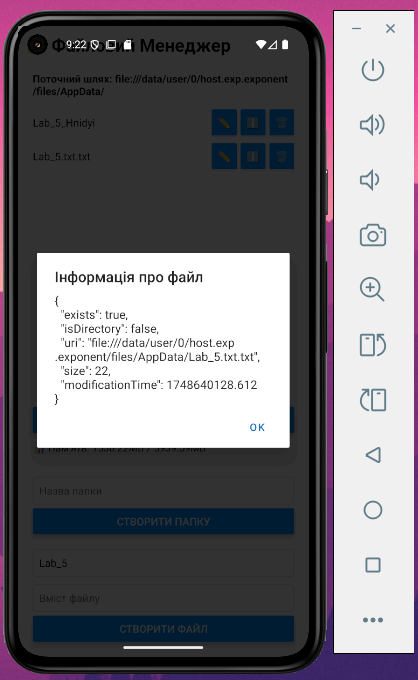 9:22
Файловий Менеджер
Поточний шлях: file:///data/user/0/host.exp.exponent
/files/AppData/
Lab_5_Hnidyi
Lab_5.txt.txt
Інформація про файл
{
"exists": true,
"isDirectory": false,
"uri": "file:///data/user/0/host.exp
.exponent/files/AppData/Lab_5.txt.txt",
"size": 22,
"modificationTime": 1748640128.612
}
OK
Назва папки
СТВОРИТИ ПАПКУ
Lab_5
Вміст файлу
СТВОРИТИ ФАЙЛ